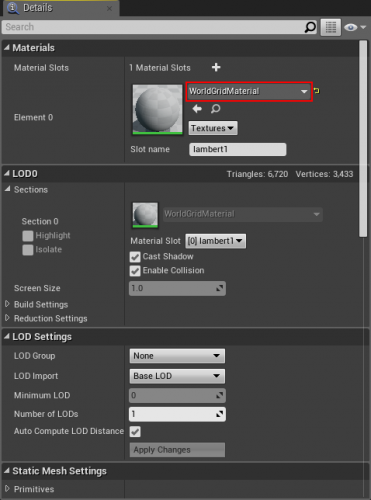 Details
Search
Materials
Material Slots 1 Material Slots
WorldGridMaterial
Element 0
Textures
Slot name lambert1
LOD0 Triangles: 6,720 Vertices: 3,433
Sections
WorldGridMaterial
Section 0
Highlight
Isolate
Material Slot [0] lambert1
Cast Shadow
Enable Collision
Screen Size 1.0
Build Settings
Reduction Settings
LOD Settings
LOD Group None
LOD Import Base LOD
Minimum LOD 0
Number of LODs 1
Auto Compute LOD Distance
Apply Changes
Static Mesh Settings
Primitives